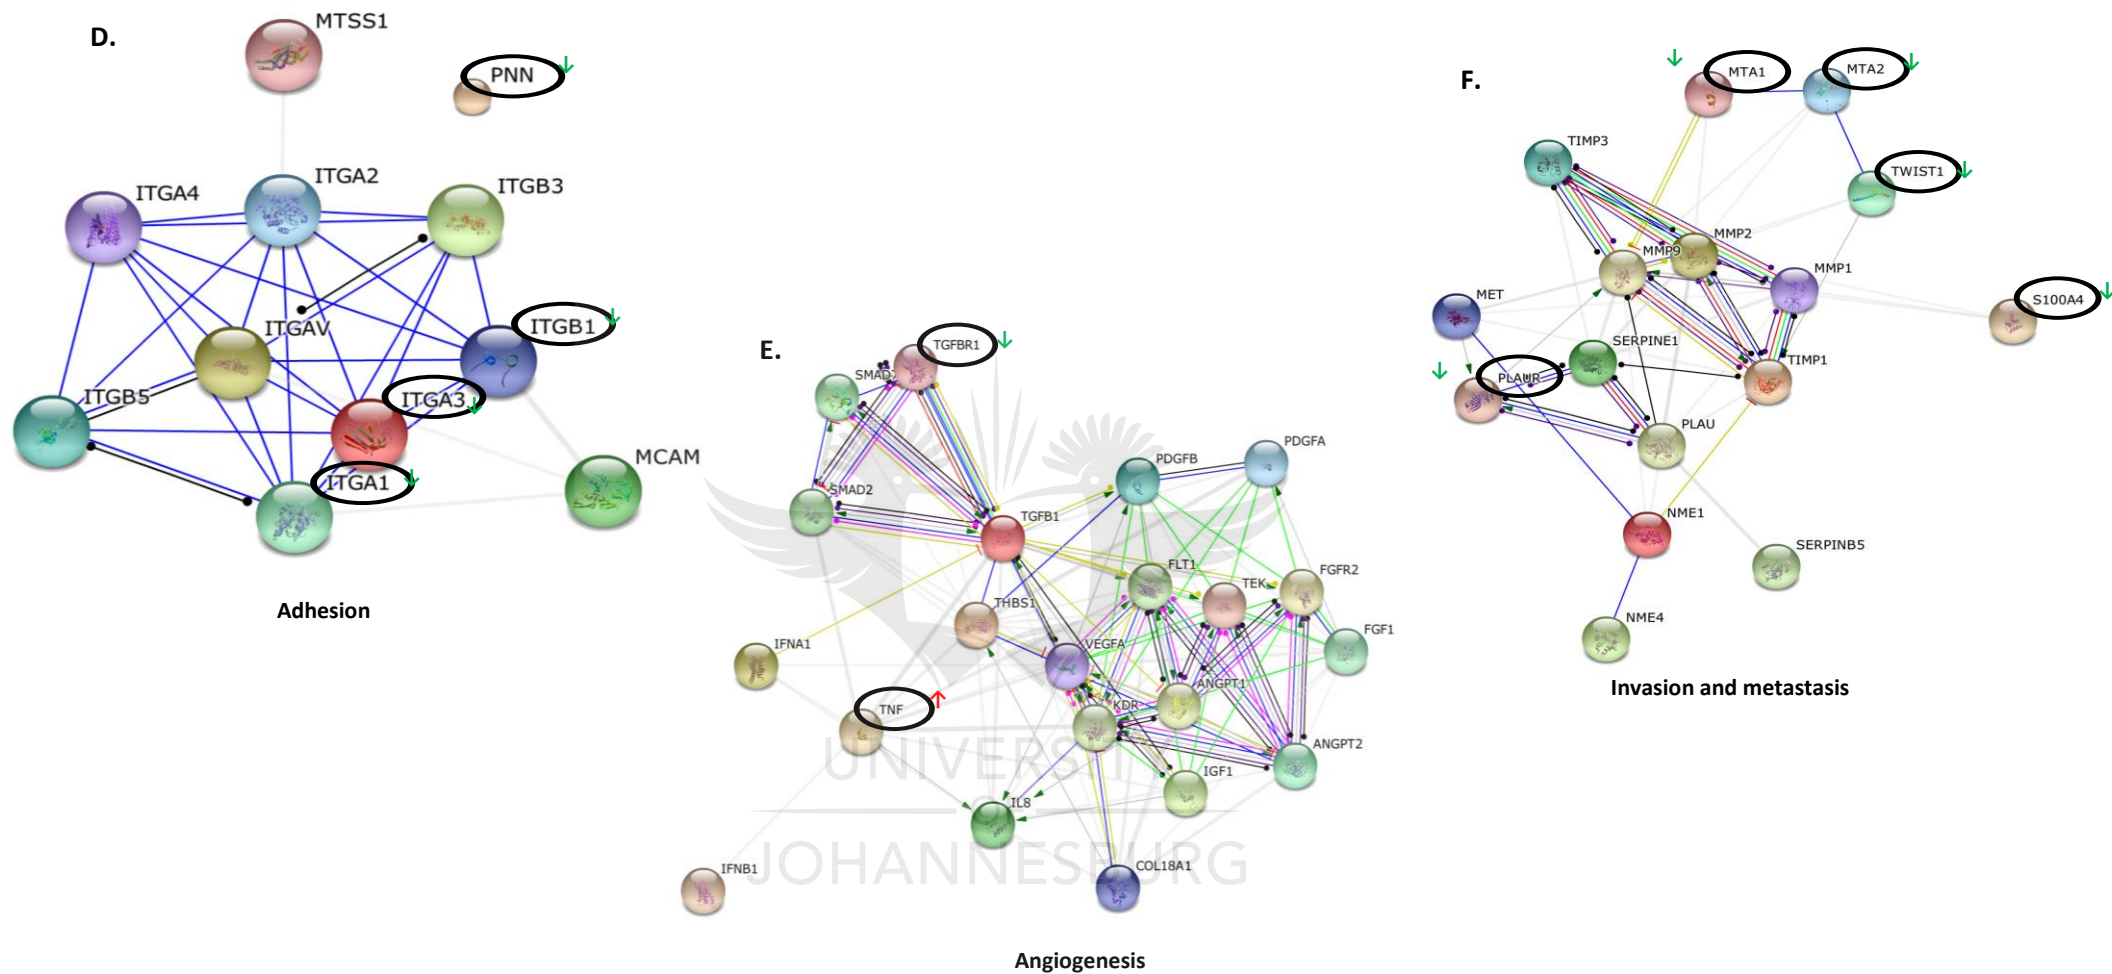 D.
MTSS1
PNN ↓
ITGA2
ITGA4
ITGB3
ITGB1 ↓
ITGAV
ITGA3 ↓
ITGB5
ITGA1 ↓
MCAM
Adhesion
E.
TGFBR1 ↓
SMAD7
SMAD2
TGFB1
PDGFB
PDGFA
FLT1
TEK
FGFR2
THBS1
FGF1
IFNA1
VEGFA
TNF ↑
ANGPT1
KDR
ANGPT2
IGF1
IL8
COL18A1
IFNB1
UNIVERSITY
OF
JOHANNESBURG
Angiogenesis
F.
↓ MTA1
MTA2 ↓
TIMP3
TWIST1 ↓
MMP2
MMP9
MMP1
MET
S100A4 ↓
SERPINE1
TIMP1
↓ PLAUR
PLAU
NME1
SERPINB5
NME4
Invasion and metastasis